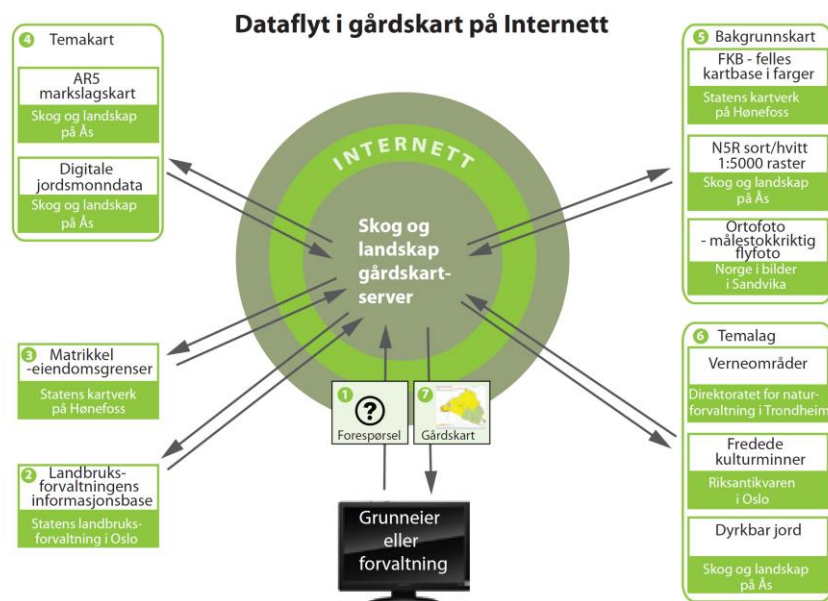 Dataflyt i gårdskart på Internett
4 Temakart
AR5
markslagskart
Skog og landskap
på Ås
Digitale
jordsmonndata
Skog og landskap
på Ås
3 Matrikkel
-eiendomsgrenser
Statens kartverk
på Hønefoss
2 Landbruks-
forvaltningens
informasjonsbase
Statens landbruks-
forvaltning i Oslo
INTERNETT
Skog og
landskap
gårdskart-
server
1
?
Forespørsel
7
Gårdskart
Grunneier
eller
forvaltning
5 Bakgrunnskart
FKB - felles
kartbase i farger
Statens kartverk
på Hønefoss
N5R sort/hvitt
1:5000 raster
Skog og landskap
på Ås
Ortofoto
- målestokkriktig
flyfoto
Norge i bilder
i Sandvika
6 Temalag
Verneområder
Direktoratet for natur-
forvaltning i Trondheim
Fredede
kulturminner
Riksantikvaren
i Oslo
Dyrkbar jord
Skog og landskap
på Ås